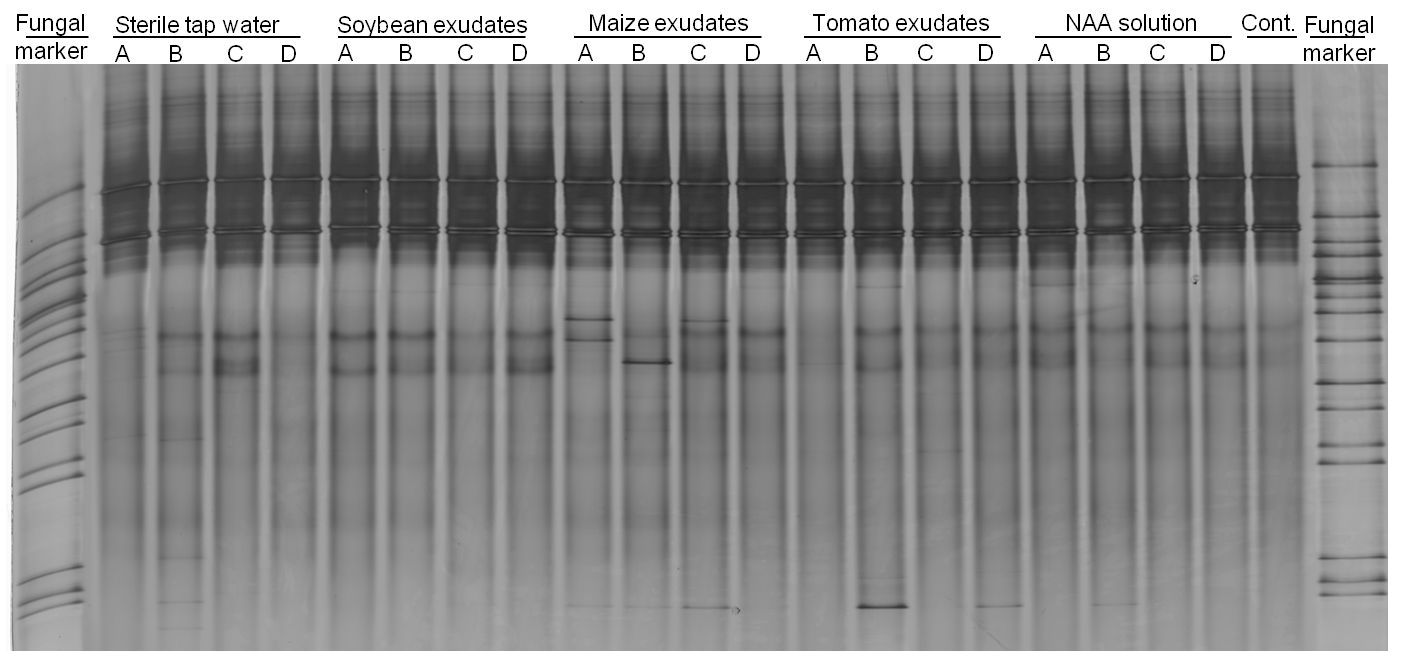 Fungal Sterile tap water Soybean exudates Maize exudates Tomato exudates NAA solution Cont. Fungal
marker A B C D A B C D A B C D A B C D A B C D marker